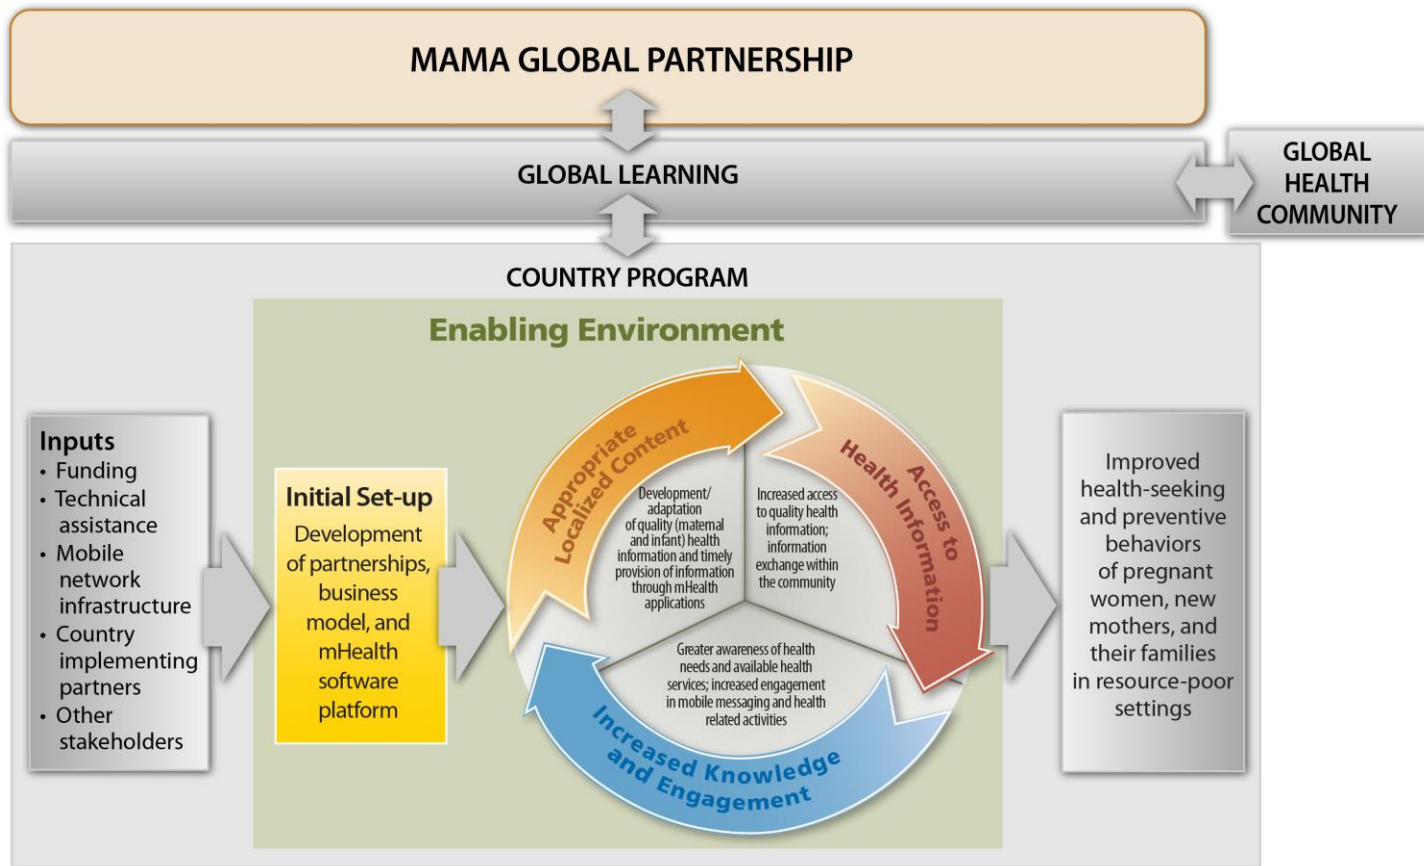 MAMA GLOBAL PARTNERSHIP
GLOBAL LEARNING
GLOBAL
HEALTH
COMMUNITY
COUNTRY PROGRAM
Enabling Environment
Inputs
• Funding
• Technical
assistance
• Mobile
network
infrastructure
• Country
implementing
partners
• Other
stakeholders
Initial Set-up
Development
of partnerships,
business
model, and
mHealth
software
platform
Appropriate
Localized Content
Development/
adaptation
of quality (maternal
and infant) health
information and timely
provision of information
through mHealth
applications
Access to
Health Information
Increased access
to quality health
information;
information
exchange within
the community
Greater awareness of health
needs and available health
services; increased engagement
in mobile messaging and health
related activities
Increased Knowledge
and Engagement
Improved
health-seeking
and preventive
behaviors
of pregnant
women, new
mothers, and
their families
in resource-poor
settings